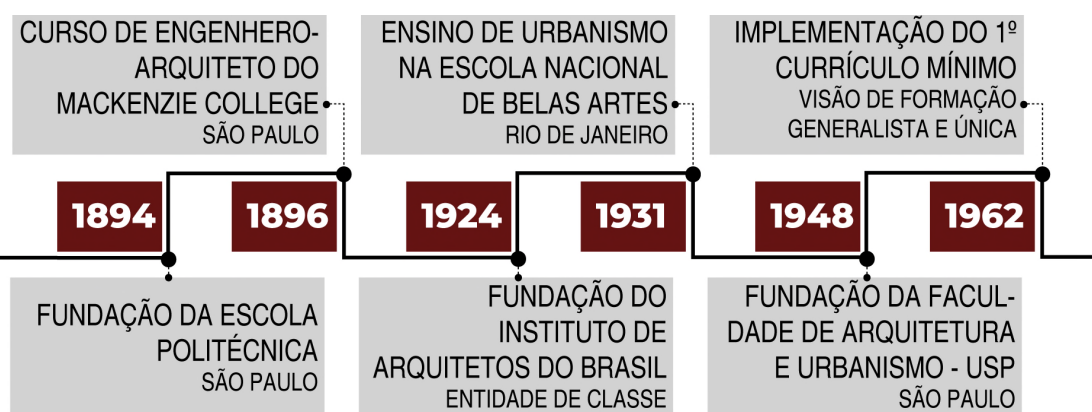 CURSO DE ENGENHERO-
ARQUITETO DO
MACKENZIE COLLEGE
SÃO PAULO
ENSINO DE URBANISMO
NA ESCOLA NACIONAL
DE BELAS ARTES
RIO DE JANEIRO
IMPLEMENTAÇÃO DO 1º
CURRÍCULO MÍNIMO
VISÃO DE FORMAÇÃO
GENERALISTA E ÚNICA
1894
1896
1924
1931
1948
1962
FUNDAÇÃO DA ESCOLA
POLITÉCNICA
SÃO PAULO
FUNDAÇÃO DO
INSTITUTO DE
ARQUITETOS DO BRASIL
ENTIDADE DE CLASSE
FUNDAÇÃO DA FACUL-
DADE DE ARQUITETURA
E URBANISMO - USP
SÃO PAULO